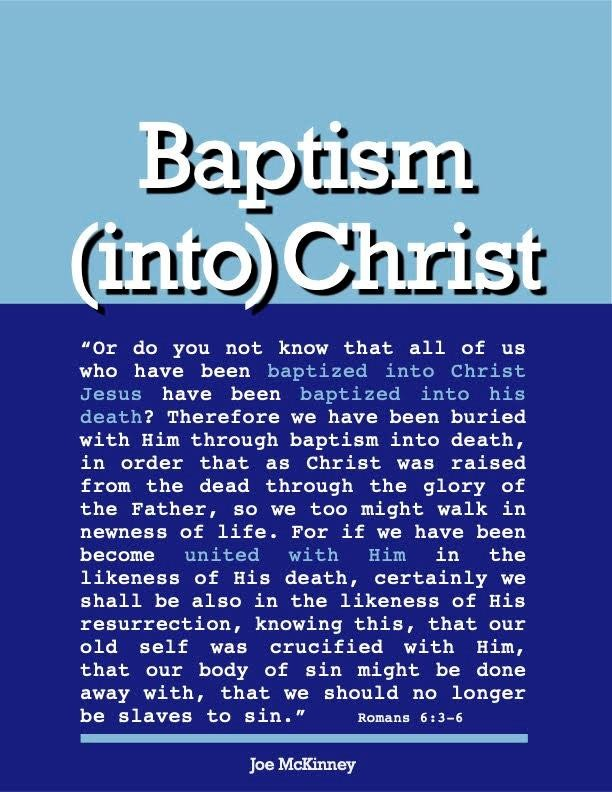 Baptism
(into) Christ
“Or do you not know that all of us
who have been baptized into Christ
Jesus have been baptized into his
death? Therefore we have been buried
with Him through baptism into death,
in order that as Christ was raised
from the dead through the glory of
the Father, so we too might walk in
newness of life. For if we have been
become united with Him in the
likeness of His death, certainly we
shall be also in the likeness of His
resurrection, knowing this, that our
old self was crucified with Him,
that our body of sin might be done
away with, that we should no longer
be slaves to sin.” Romans 6:3-6
Joe McKinney